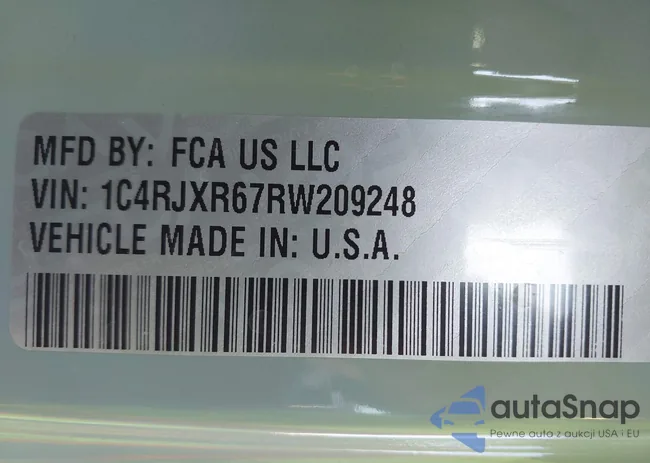 MFD BY: FCA US LLC
VIN: 1C4RJXR67RW209248
VEHICLE MADE IN: U.S.A.
autaSnap
Pewne auta z aukcji USA i EU